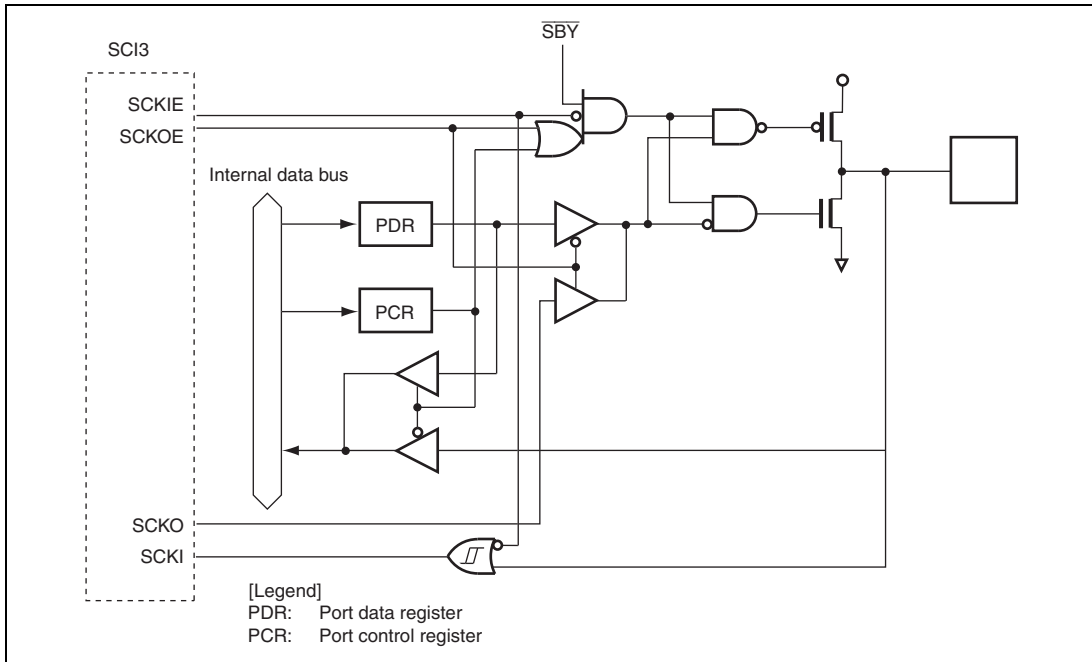 SBY
SCI3
SCKIE
SCKOE
Internal data bus
PDR
PCR
SCKO
SCKI
[Legend]
PDR: Port data register
PCR: Port control register